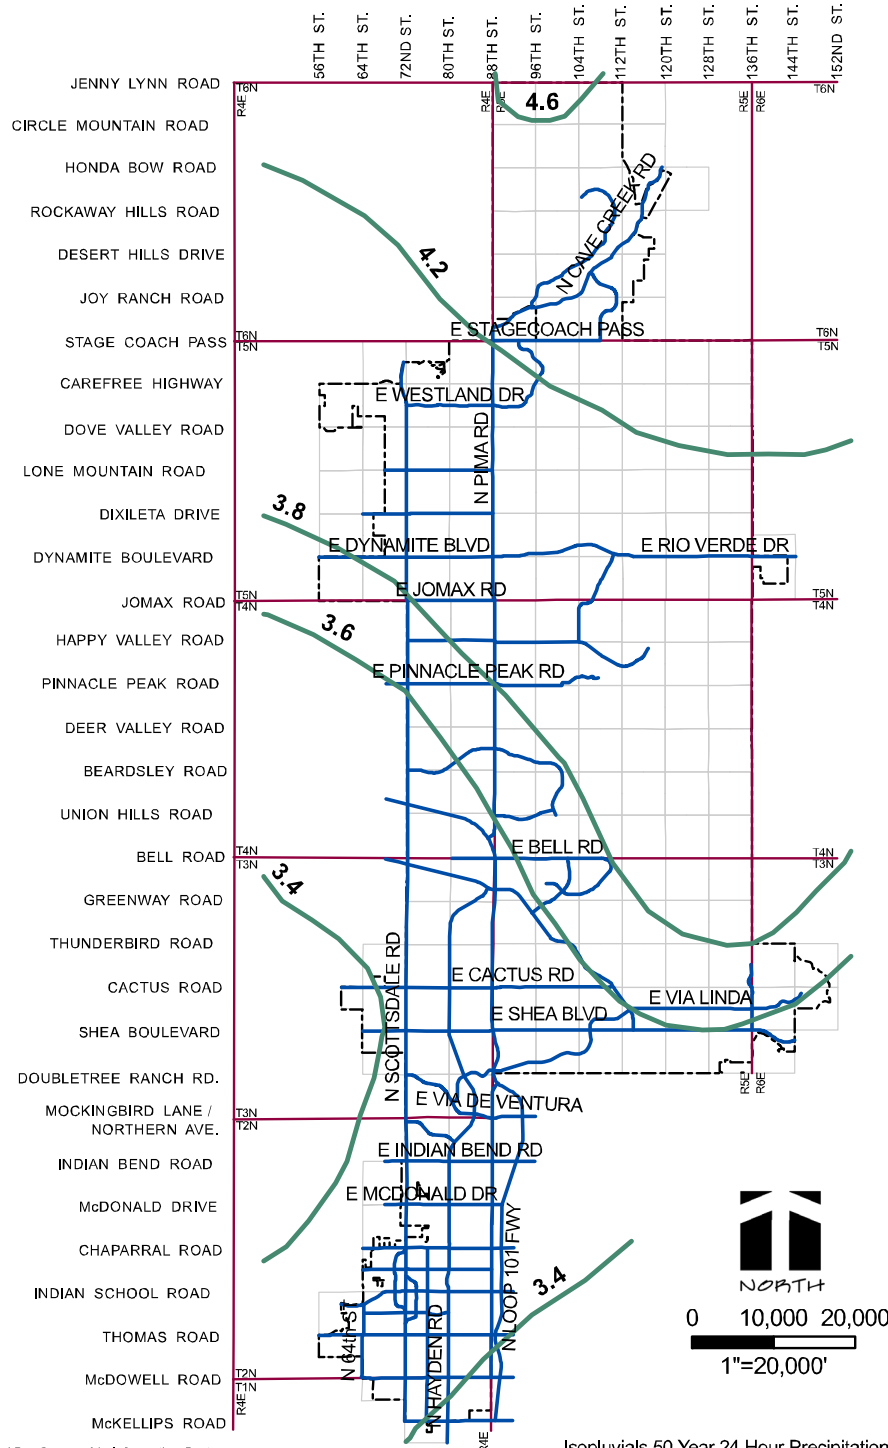 56TH ST.
64TH ST.
72ND ST.
80TH ST.
88TH ST.
96TH ST.
104TH ST.
112TH ST.
120TH ST.
128TH ST.
136TH ST.
144TH ST.
152ND ST.
JENNY LYNN ROAD
T6N
T6N
R4E
R4E
R5E
R5E
R6E
4.6
CIRCLE MOUNTAIN ROAD
HONDA BOW ROAD
N CAVE CREEK RD
ROCKAWAY HILLS ROAD
DESERT HILLS DRIVE
4.2
JOY RANCH ROAD
E STAGECOACH PASS
STAGE COACH PASS
T6N
T5N
T6N
T5N
CAREFREE HIGHWAY
E WESTLAND DR
DOVE VALLEY ROAD
N PIMA RD
LONE MOUNTAIN ROAD
DIXILETA DRIVE
3.8
E DYNAMITE BLVD
E RIO VERDE DR
DYNAMITE BOULEVARD
E JOMAX RD
JOMAX ROAD
T5N
T4N
T5N
T4N
3.6
HAPPY VALLEY ROAD
E PINNACLE PEAK RD
PINNACLE PEAK ROAD
DEER VALLEY ROAD
BEARDSLEY ROAD
UNION HILLS ROAD
E BELL RD
BELL ROAD
T4N
T3N
T4N
T3N
3.4
GREENWAY ROAD
THUNDERBIRD ROAD
N SCOTTSDALE RD
E CACTUS RD
CACTUS ROAD
E VIA LINDA
E SHEA BLVD
SHEA BOULEVARD
DOUBLETREE RANCH RD.
R5E
R6E
E VIA DE VENTURA
MOCKINGBIRD LANE /
NORTHERN AVE.
T3N
T2N
E INDIAN BEND RD
INDIAN BEND ROAD
E MCDONALD DR
McDONALD DRIVE
CHAPARRAL ROAD
N LOOP 101 FWY
3.4
INDIAN SCHOOL ROAD
N 64th ST
N HAYDEN RD
THOMAS ROAD
McDOWELL ROAD
T2N
T1N
R4E
McKELLIPS ROAD
R4E
NORTH
0 10,000 20,000
1"=20,000'
Isopluvials 50 Year 24 Hour Precipitation